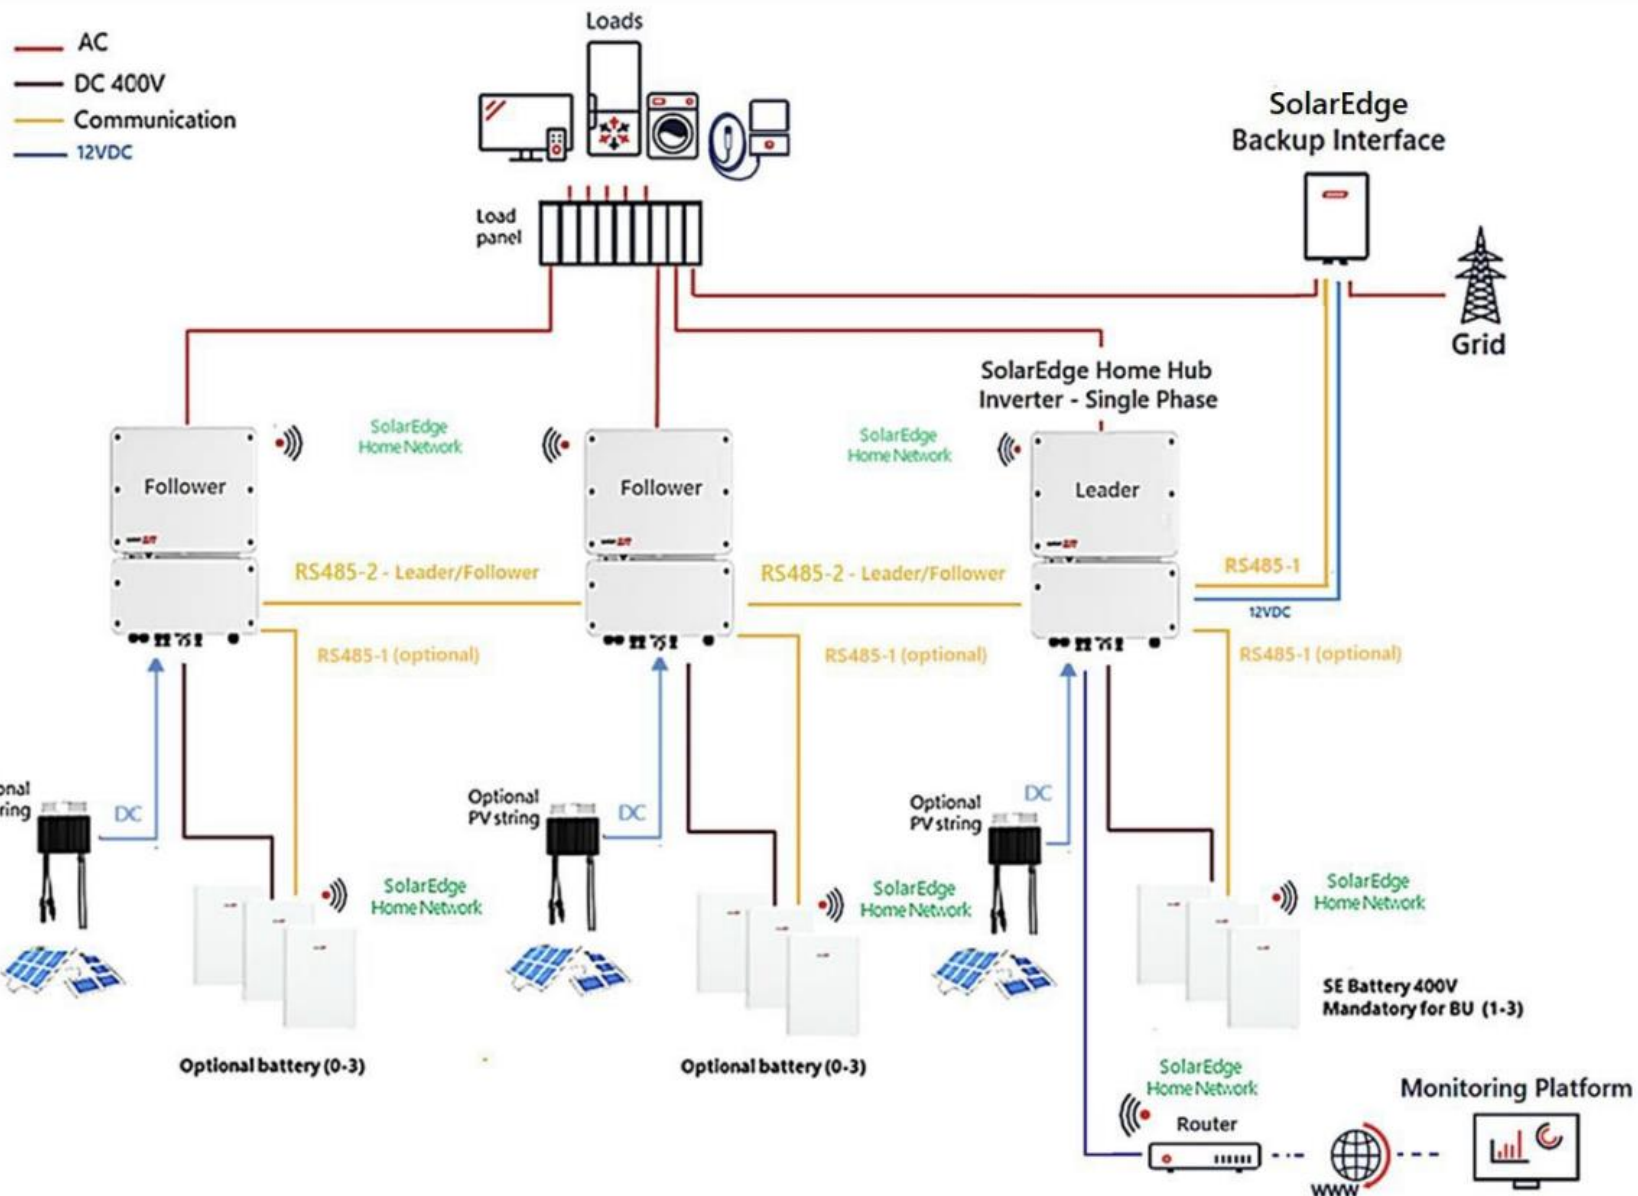 AC
DC 400V
Communication
12VDC
Loads
Load
panel
SolarEdge
Backup Interface
Grid
SolarEdge Home Hub
Inverter - Single Phase
SolarEdge
Home Network
SolarEdge
Home Network
Follower
Follower
Leader
RS485-2 - Leader/Follower
RS485-2 - Leader/Follower
RS485-1
12VDC
RS485-1 (optional)
RS485-1 (optional)
RS485-1 (optional)
onal
ring
DC
Optional
PV string
DC
Optional
PV string
DC
SolarEdge
Home Network
SolarEdge
Home Network
SolarEdge
Home Network
SE Battery 400V
Mandatory for BU (1-3)
Optional battery (0-3)
Optional battery (0-3)
SolarEdge
Home Network
Router
Monitoring Platform
www